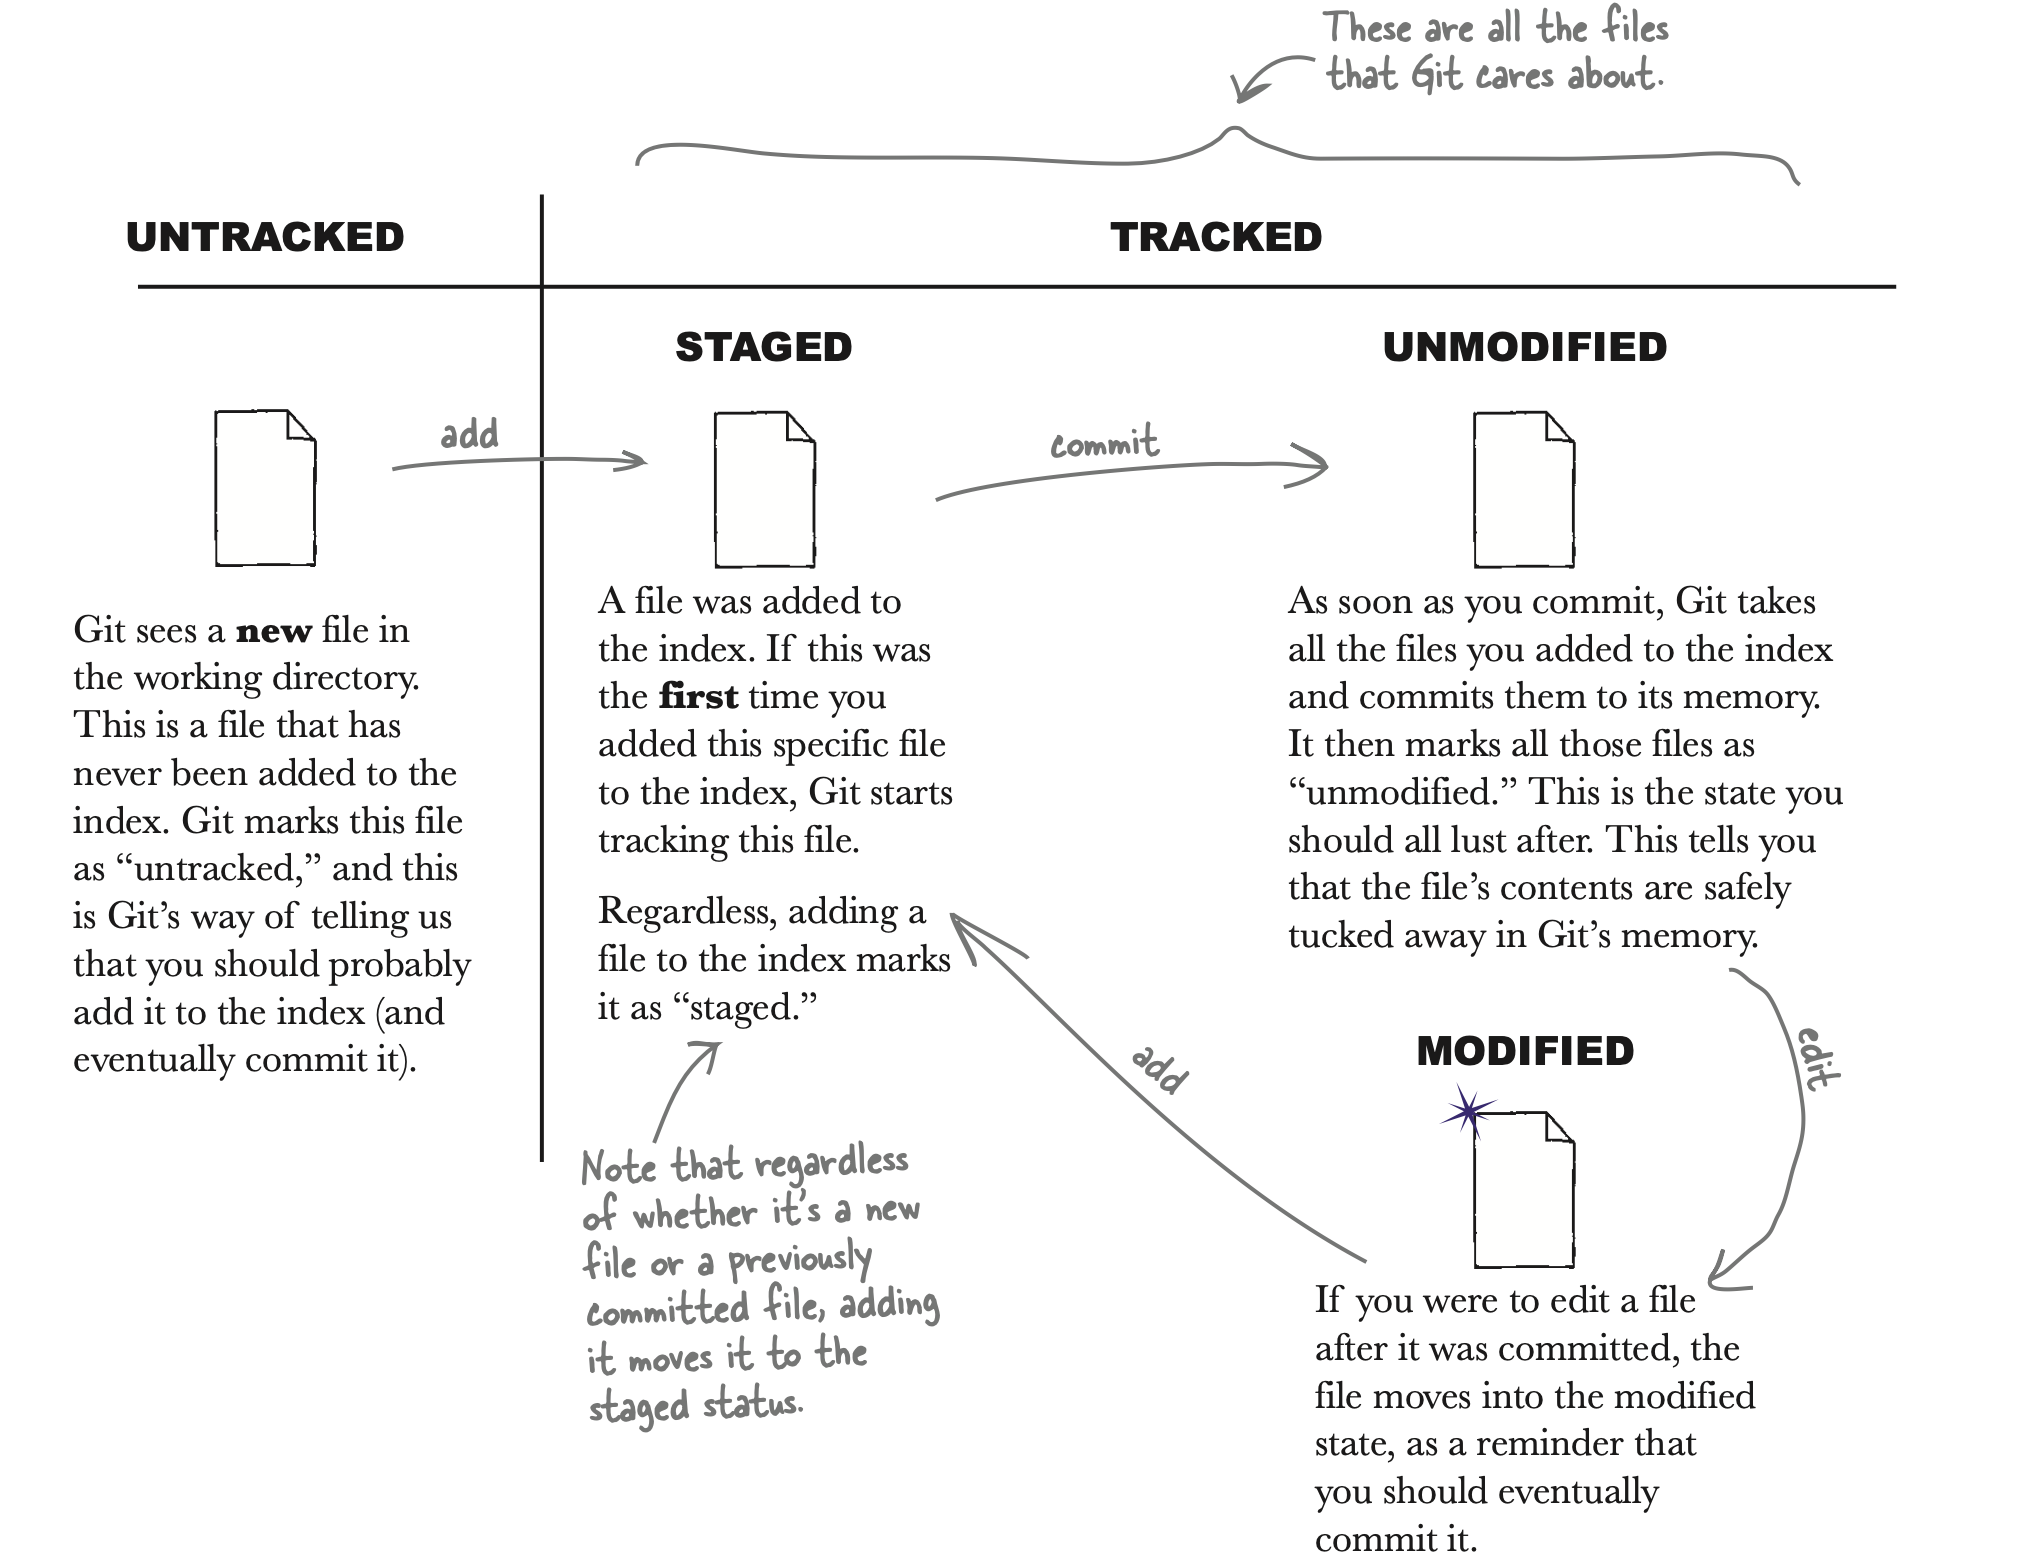 These are all the files
that Git cares about.
UNTRACKED
TRACKED
STAGED
UNMODIFIED
add
commit
Git sees a new file in
the working directory.
This is a file that has
never been added to the
index. Git marks this file
as “untracked,” and this
is Git’s way of telling us
that you should probably
add it to the index (and
eventually commit it).
A file was added to
the index. If this was
the first time you
added this specific file
to the index, Git starts
tracking this file.
Regardless, adding a
file to the index marks
it as “staged.”
Note that regardless
of whether it’s a new
file or a previously
committed file, adding
it moves it to the
staged status.
As soon as you commit, Git takes
all the files you added to the index
and commits them to its memory.
It then marks all those files as
“unmodified.” This is the state you
should all lust after. This tells you
that the file’s contents are safely
tucked away in Git’s memory.
edit
MODIFIED
add
If you were to edit a file
after it was committed, the
file moves into the modified
state, as a reminder that
you should eventually
commit it.